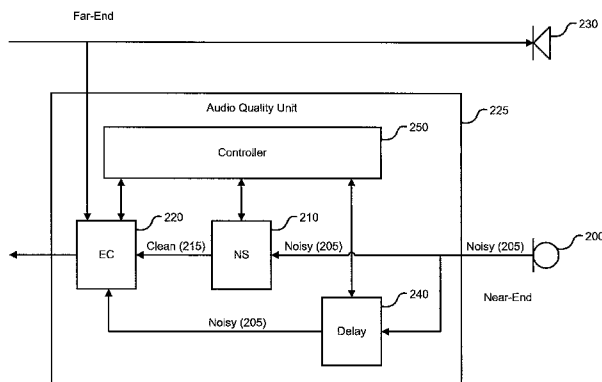 Far-End
230
Audio Quality Unit
225
250
Controller
220
210
200
EC
Clean (215)
NS
Noisy (205)
Noisy (205)
240
Near-End
Noisy (205)
Delay